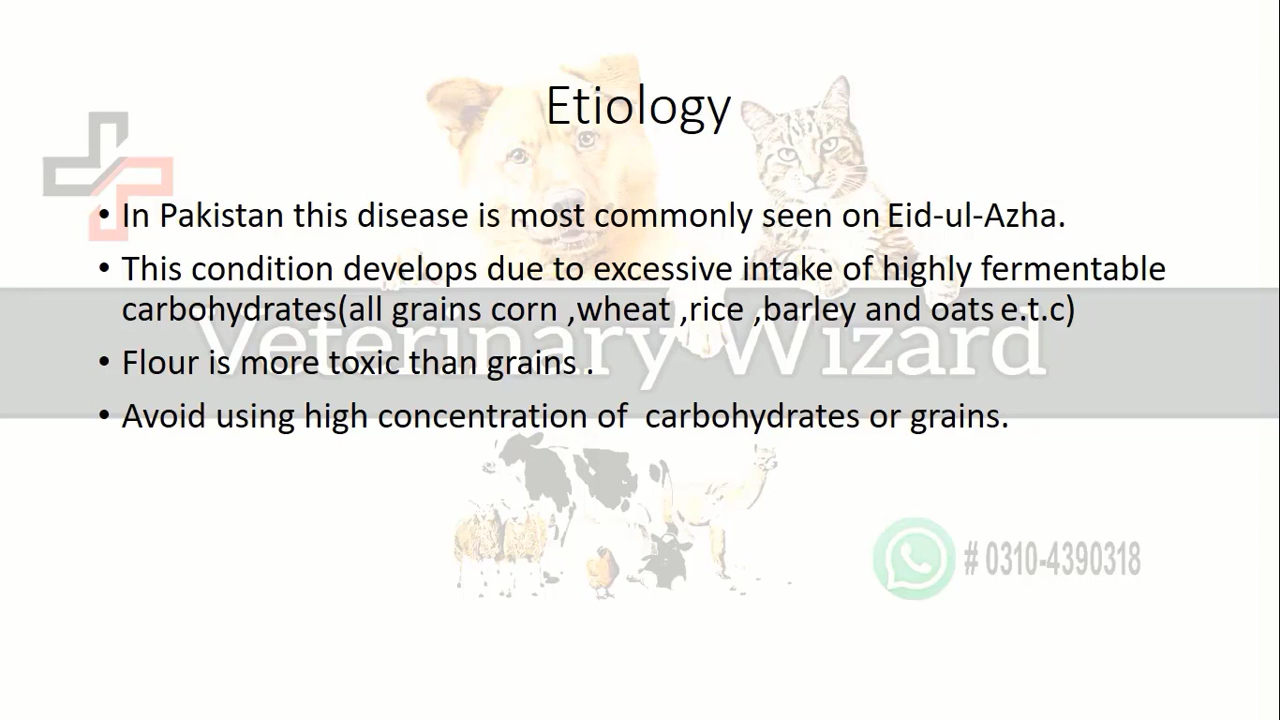 Etiology
• In Pakistan this disease is most commonly seen on Eid-ul-Azha.
• This condition develops due to excessive intake of highly fermentable
carbohydrates(all grains corn ,wheat ,rice ,barley and oats e.t.c)
Veterinary Wizard
• Flour is more toxic than grains .
• Avoid using high concentration of carbohydrates or grains.
# 0310-4390318